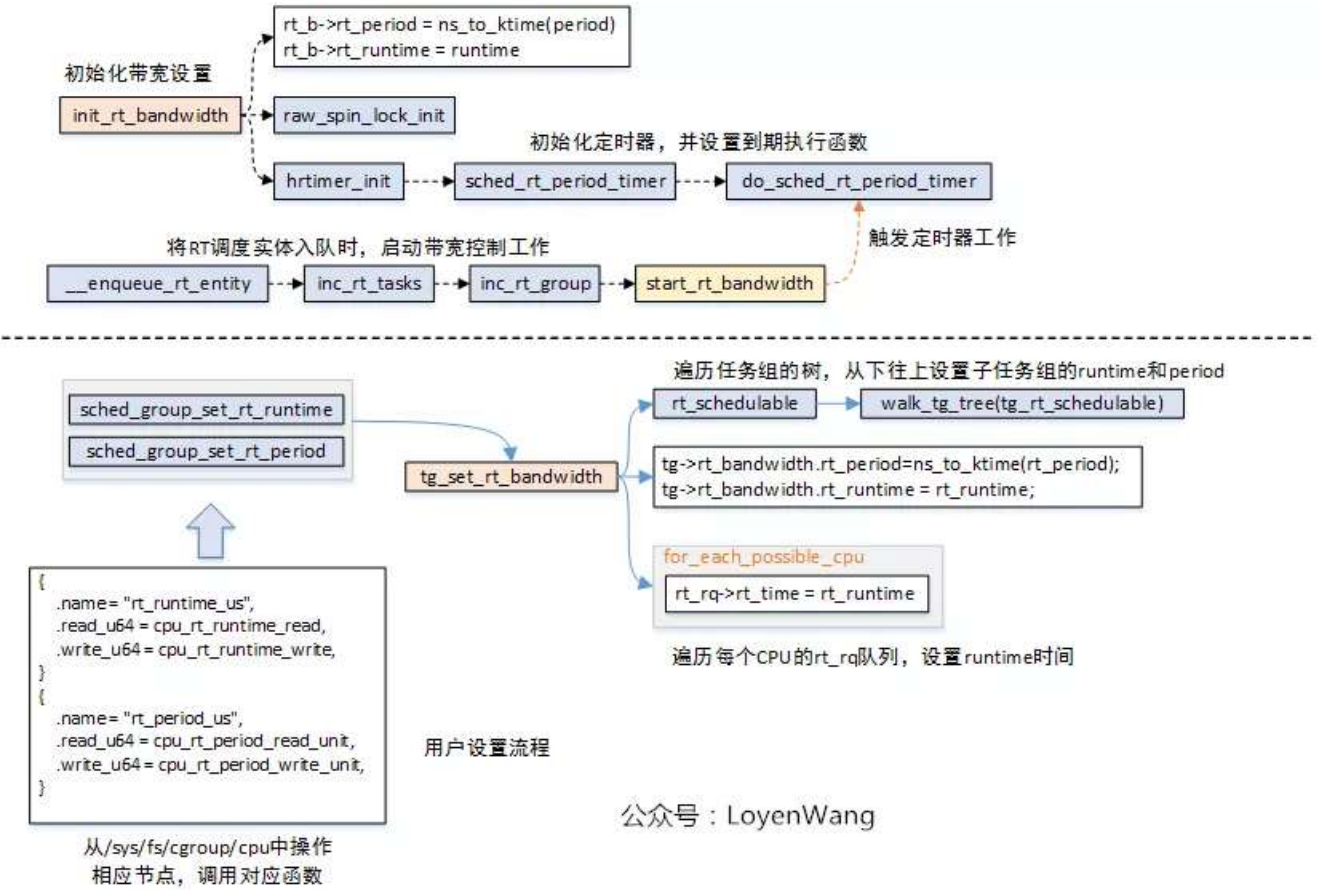 rt_b->rt_period = ns_to_ktime(period)
rt_b->rt_runtime = runtime
初始化带宽设置
init_rt_bandwidth
raw_spin_lock_init
初始化定时器，并设置到期执行函数
hrtimer_init
sched_rt_period_timer
do_sched_rt_period_timer
将RT调度实体入队时，启动带宽控制工作
触发定时器工作
__enqueue_rt_entity
inc_rt_tasks
inc_rt_group
start_rt_bandwidth
遍历任务组的树，从下往上设置子任务组的runtime和period
sched_group_set_rt_runtime
rt_schedulable
walk_tg_tree(tg_rt_schedulable)
sched_group_set_rt_period
tg_set_rt_bandwidth
tg->rt_bandwidth.rt_period=ns_to_ktime(rt_period);
tg->rt_bandwidth.rt_runtime = rt_runtime;
for_each_possible_cpu
rt_rq->rt_time = rt_runtime
遍历每个CPU的rt_rq队列，设置runtime时间
{
.name= "rt_runtime_us",
.read_u64 = cpu_rt_runtime_read,
.write_u64 = cpu_rt_runtime_write,
}
{
.name= "rt_period_us",
.read_u64 = cpu_rt_period_read_unit,
.write_u64 = cpu_rt_period_write_unit,
}
用户设置流程
公众号：LoyenWang
从/sys/fs/cgroup/cpu中操作
相应节点，调用对应函数